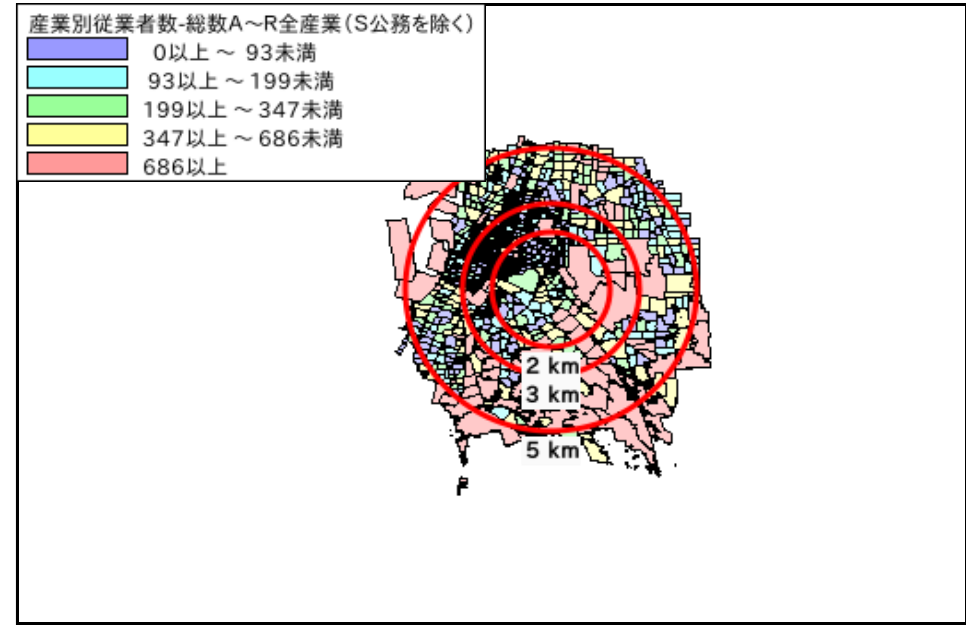 産業別従業者数-総数A～R全産業(S公務を除く)
0以上 ～ 93未満
93以上 ～ 199未満
199以上 ～ 347未満
347以上 ～ 686未満
686以上
2 km
3 km
5 km